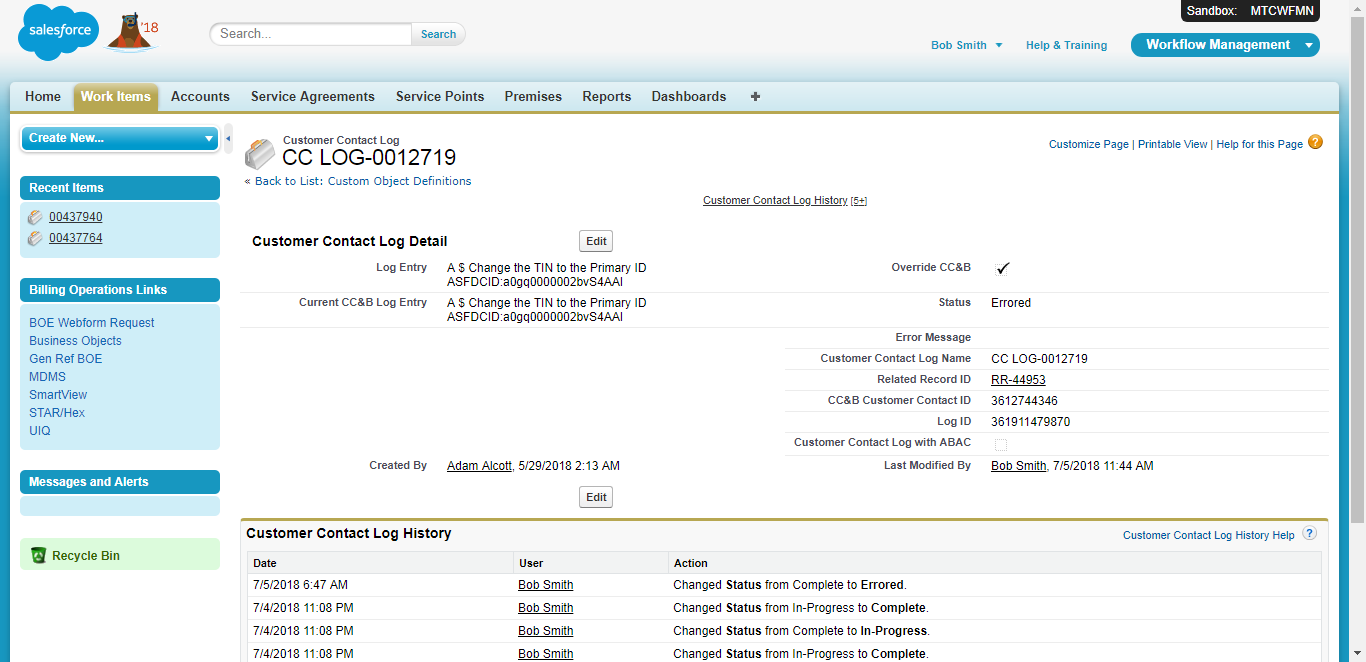 Sandbox: MTCWFMN
salesforce
'18
Search...
Search
Bob Smith
Help & Training
Workflow Management
Home
Work Items
Accounts
Service Agreements
Service Points
Premises
Reports
Dashboards
+
Create New...
Recent Items
00437940
00437764
Billing Operations Links
BOE Webform Request
Business Objects
Gen Ref BOE
MDMS
SmartView
STAR/Hex
UIQ
Messages and Alerts
Recycle Bin
Customer Contact Log
CC LOG-0012719
« Back to List: Custom Object Definitions
Customize Page | Printable View | Help for this Page ?
Customer Contact Log History [5+]
Customer Contact Log Detail
Edit
Log Entry
A $ Change the TIN to the Primary ID
ASFDCID:a0gq0000002bvS4AAI
Override CC&B
Current CC&B Log Entry
A $ Change the TIN to the Primary ID
ASFDCID:a0gq0000002bvS4AAI
Status
Errored
Error Message
Customer Contact Log Name
CC LOG-0012719
Related Record ID
RR-44953
CC&B Customer Contact ID
3612744346
Log ID
361911479870
Customer Contact Log with ABAC
Created By
Adam Alcott, 5/29/2018 2:13 AM
Last Modified By
Bob Smith, 7/5/2018 11:44 AM
Edit
Customer Contact Log History
Customer Contact Log History Help ?
Date User Action
7/5/2018 6:47 AM Bob Smith Changed Status from Complete to Errored.
7/4/2018 11:08 PM Bob Smith Changed Status from In-Progress to Complete.
7/4/2018 11:08 PM Bob Smith Changed Status from Complete to In-Progress.
7/4/2018 11:08 PM Bob Smith Changed Status from In-Progress to Complete.